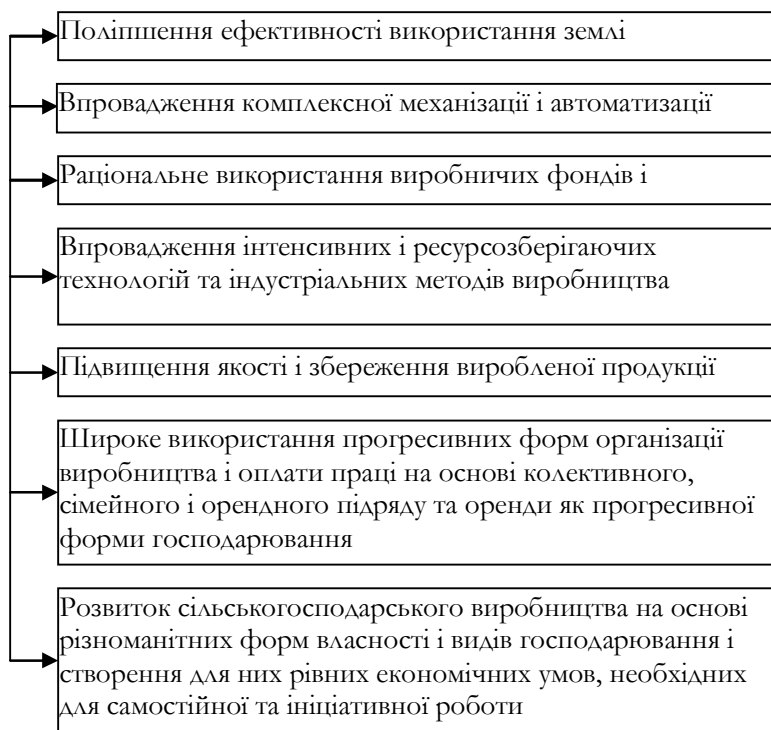 Поліпшення ефективності використання землі
Впровадження комплексної механізації і автоматизації
Раціональне використання виробничих фондів і
Впровадження інтенсивних і ресурсозберігаючих
технологій та індустріальних методів виробництва
Підвищення якості і збереження виробленої продукції
Широке використання прогресивних форм організації
виробництва і оплати праці на основі колективного,
сімейного і орендного підряду та оренди як прогресивної
форми господарювання
Розвиток сільськогосподарського виробництва на основі
різноманітних форм власності і видів господарювання і
створення для них рівних економічних умов, необхідних
для самостійної та ініціативної роботи